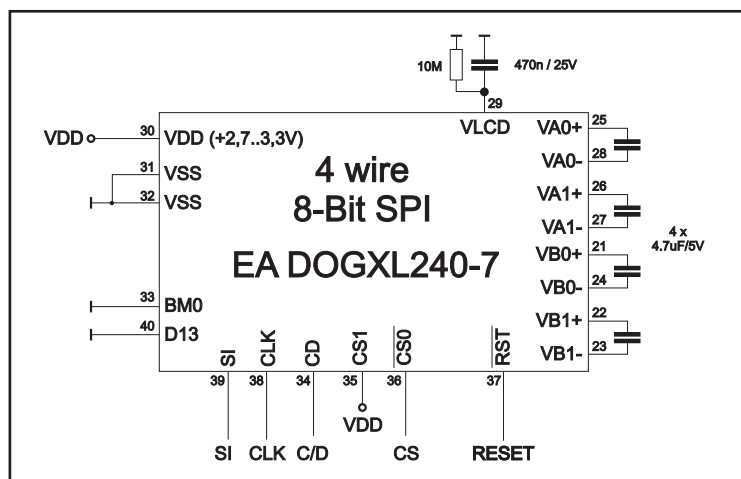 10M
470n / 25V
29
VLCD
VDD
30
VDD (+2,7..3,3V)
31
VSS
32
VSS
4 wire
8-Bit SPI
EA DOGXL240-7
33
BM0
40
D13
VA0+
25
VA0-
28
VA1+
26
VA1-
27
VB0+
21
VB0-
24
VB1+
22
VB1-
23
4 x
4.7uF/5V
SI
CLK
CD
CS1
CS0
RST
39
38
34
35
36
37
VDD
SI
CLK
C/D
CS
RESET